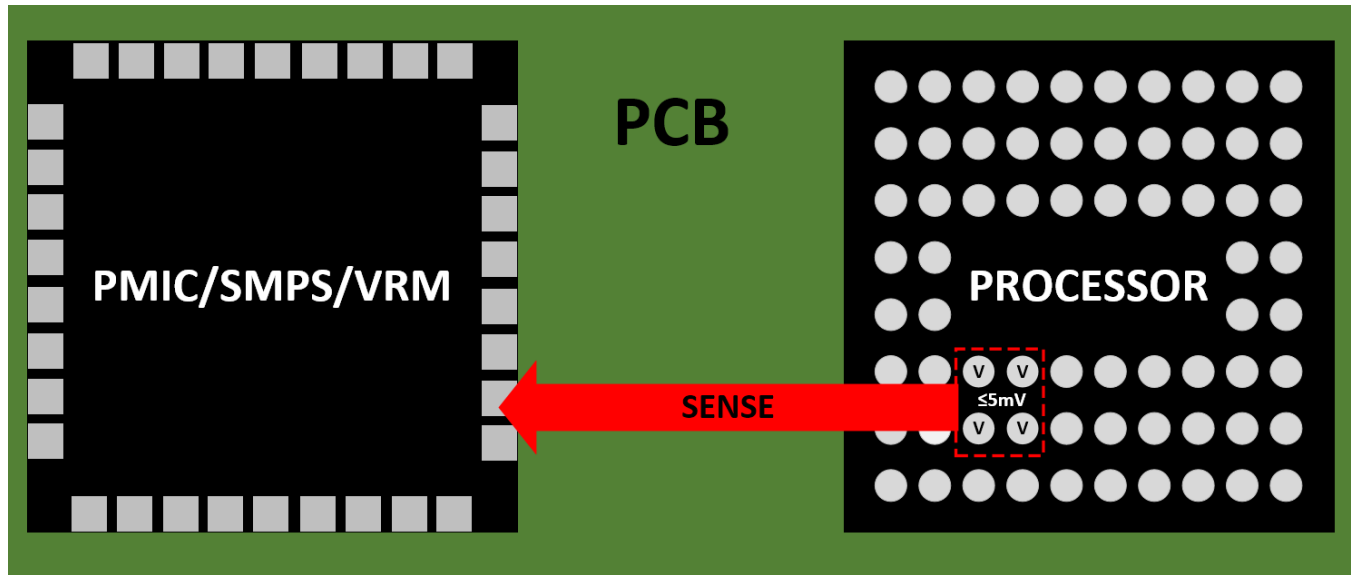 PCB
PMIC/SMPS/VRM
PROCESSOR
V V
≤5mV
SENSE
V V